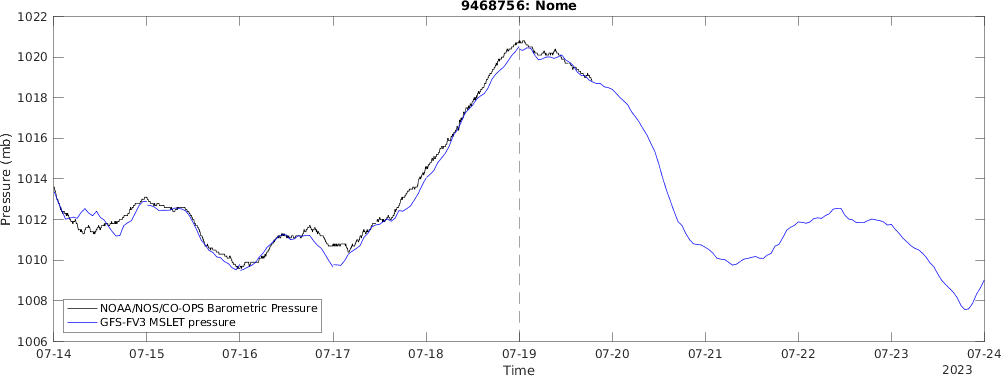 9468756: Nome
Pressure (mb)
1022
1020
1018
1016
1014
1012
1010
1008
1006
NOAA/NOS/CO-OPS Barometric Pressure
GFS-FV3 MSLET pressure
07-14 07-15 07-16 07-17 07-18 07-19 07-20 07-21 07-22 07-23 07-24
Time
2023